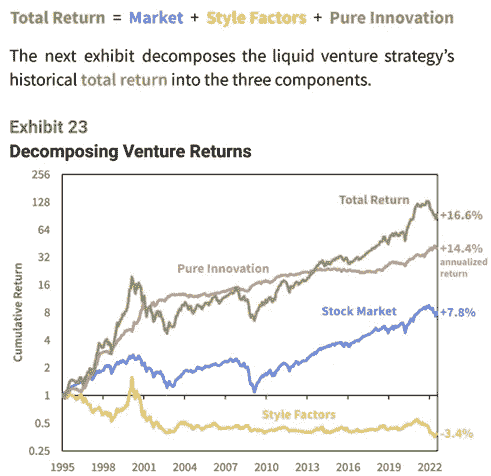 Total Return = Market + Style Factors + Pure Innovation
The next exhibit decomposes the liquid venture strategy's
historical total return into the three components.
Exhibit 23
Decomposing Venture Returns
256
128
64
32
16
8
4
2
1
0.5
0.25
Cumulative Return
Total Return
+16.6%
+14.4%
annualized
return
Pure Innovation
Stock Market
+7.8%
Style Factors
-3.4%
1995 1998 2001 2004 2007 2010 2013 2016 2019 2022